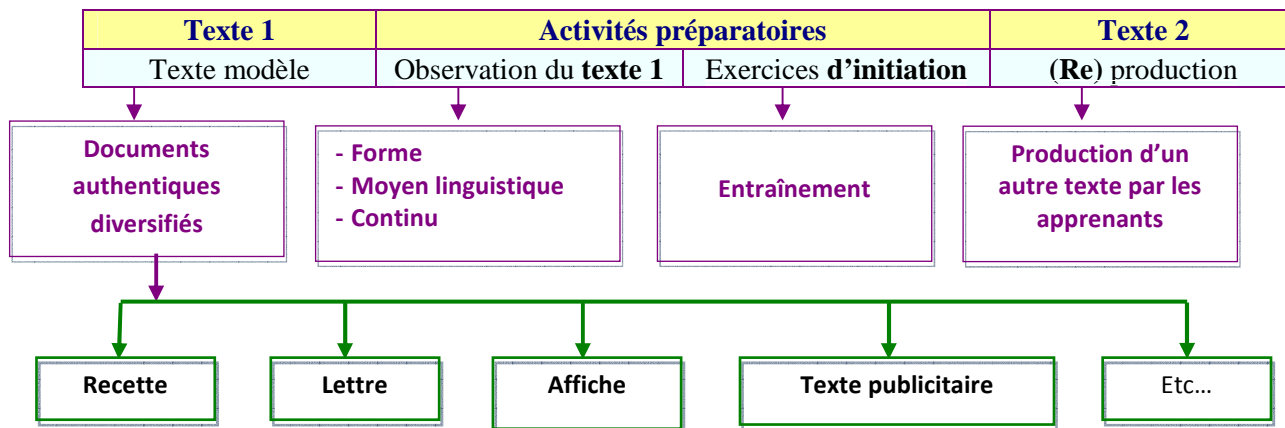 Texte 1 Activités préparatoires Texte 2
Texte modèle Observation du texte 1 Exercices d’initiation (Re) production
Documents
authentiques
diversifiés
- Forme
- Moyen linguistique
- Continu
Entraînement
Production d’un
autre texte par les
apprenants
Recette Lettre Affiche Texte publicitaire Etc…